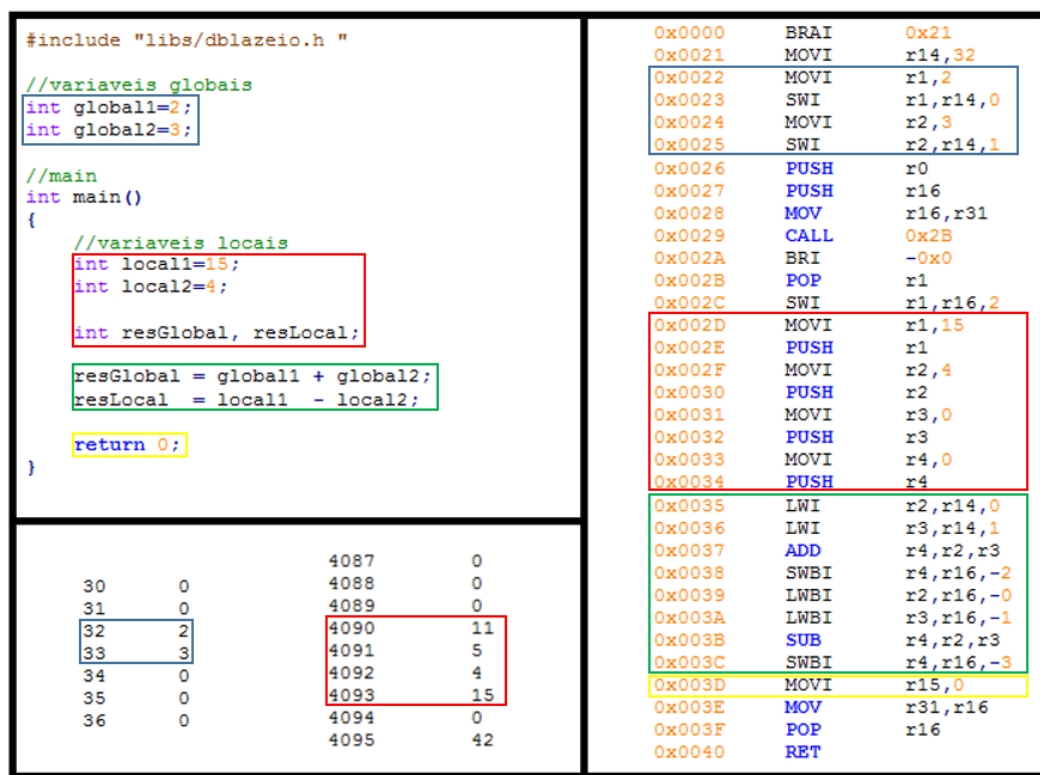 #include "libs/dblazeio.h "
//variaveis globais
int global1=2;
int global2=3;
//main
int main()
{
//variaveis locais
int local1=15;
int local2=4;
int resGlobal, resLocal;
resGlobal = global1 + global2;
resLocal = local1 - local2;
return 0;
}
30 0
31 0
32 2
33 3
34 0
35 0
36 0
4087 0
4088 0
4089 0
4090 11
4091 5
4092 4
4093 15
4094 0
4095 42
0x0000 BRAI 0x21
0x0021 MOVI r14,32
0x0022 MOVI r1,2
0x0023 SWI r1,r14,0
0x0024 MOVI r2,3
0x0025 SWI r2,r14,1
0x0026 PUSH r0
0x0027 PUSH r16
0x0028 MOV r16,r31
0x0029 CALL 0x2B
0x002A BRI -0x0
0x002B POP r1
0x002C SWI r1,r16,2
0x002D MOVI r1,15
0x002E PUSH r1
0x002F MOVI r2,4
0x0030 PUSH r2
0x0031 MOVI r3,0
0x0032 PUSH r3
0x0033 MOVI r4,0
0x0034 PUSH r4
0x0035 LWI r2,r14,0
0x0036 LWI r3,r14,1
0x0037 ADD r4,r2,r3
0x0038 SWBI r4,r16,-2
0x0039 LWBI r2,r16,-0
0x003A LWBI r3,r16,-1
0x003B SUB r4,r2,r3
0x003C SWBI r4,r16,-3
0x003D MOVI r15,0
0x003E MOV r31,r16
0x003F POP r16
0x0040 RET